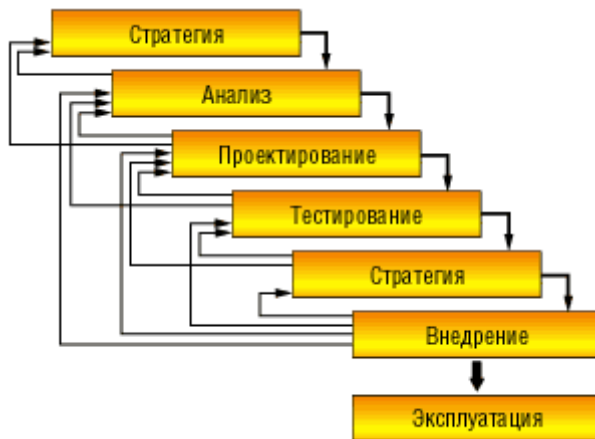 Стратегия
Анализ
Проектирование
Тестирование
Стратегия
Внедрение
Эксплуатация